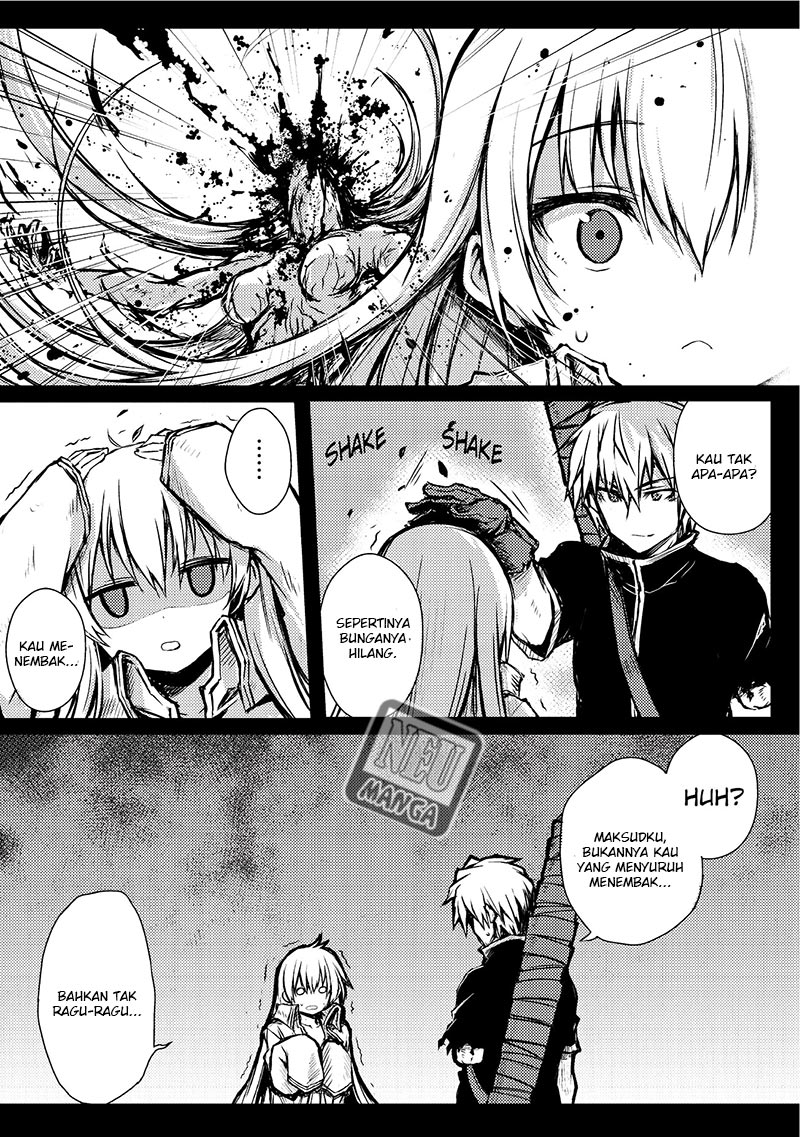 KAU TAK
APA-APA?
SHAKE
SHAKE
SEPERTINYA
BUNGANYA
HILANG.
......
KAU ME-
NEMBAK...
HUH?
MAKSUDKU,
BUKANNYA KAU
YANG MENYURUH
MENEMBAK...
BAHKAN TAK
RAGU-RAGU...
NEU
MANGA